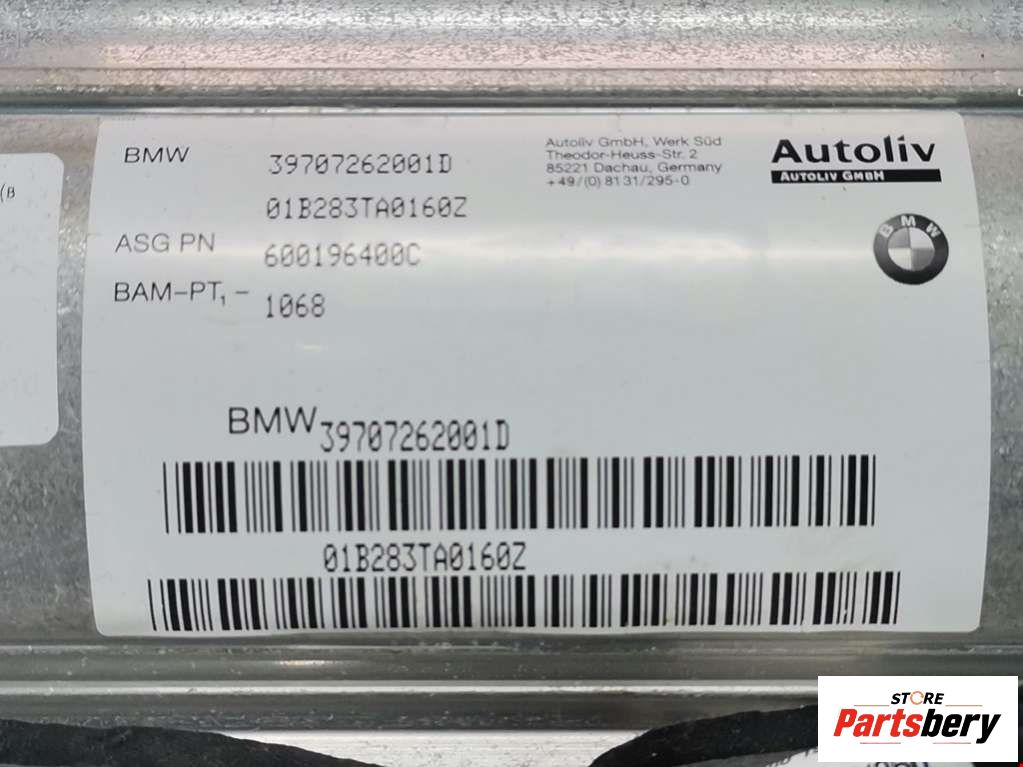 BMW 39707262001D
01B283TA0160Z
ASG PN 600196400C
BAM-PT1 - 1068
Autoliv GmbH, Werk Süd
Theodor-Heuss-Str. 2
85221 Dachau, Germany
+49/(0) 81 31/295-0
Autoliv
AUTOLIV GMBH
BMW
(B
BMW 39707262001D
01B283TA0160Z
STORE
Partsbery